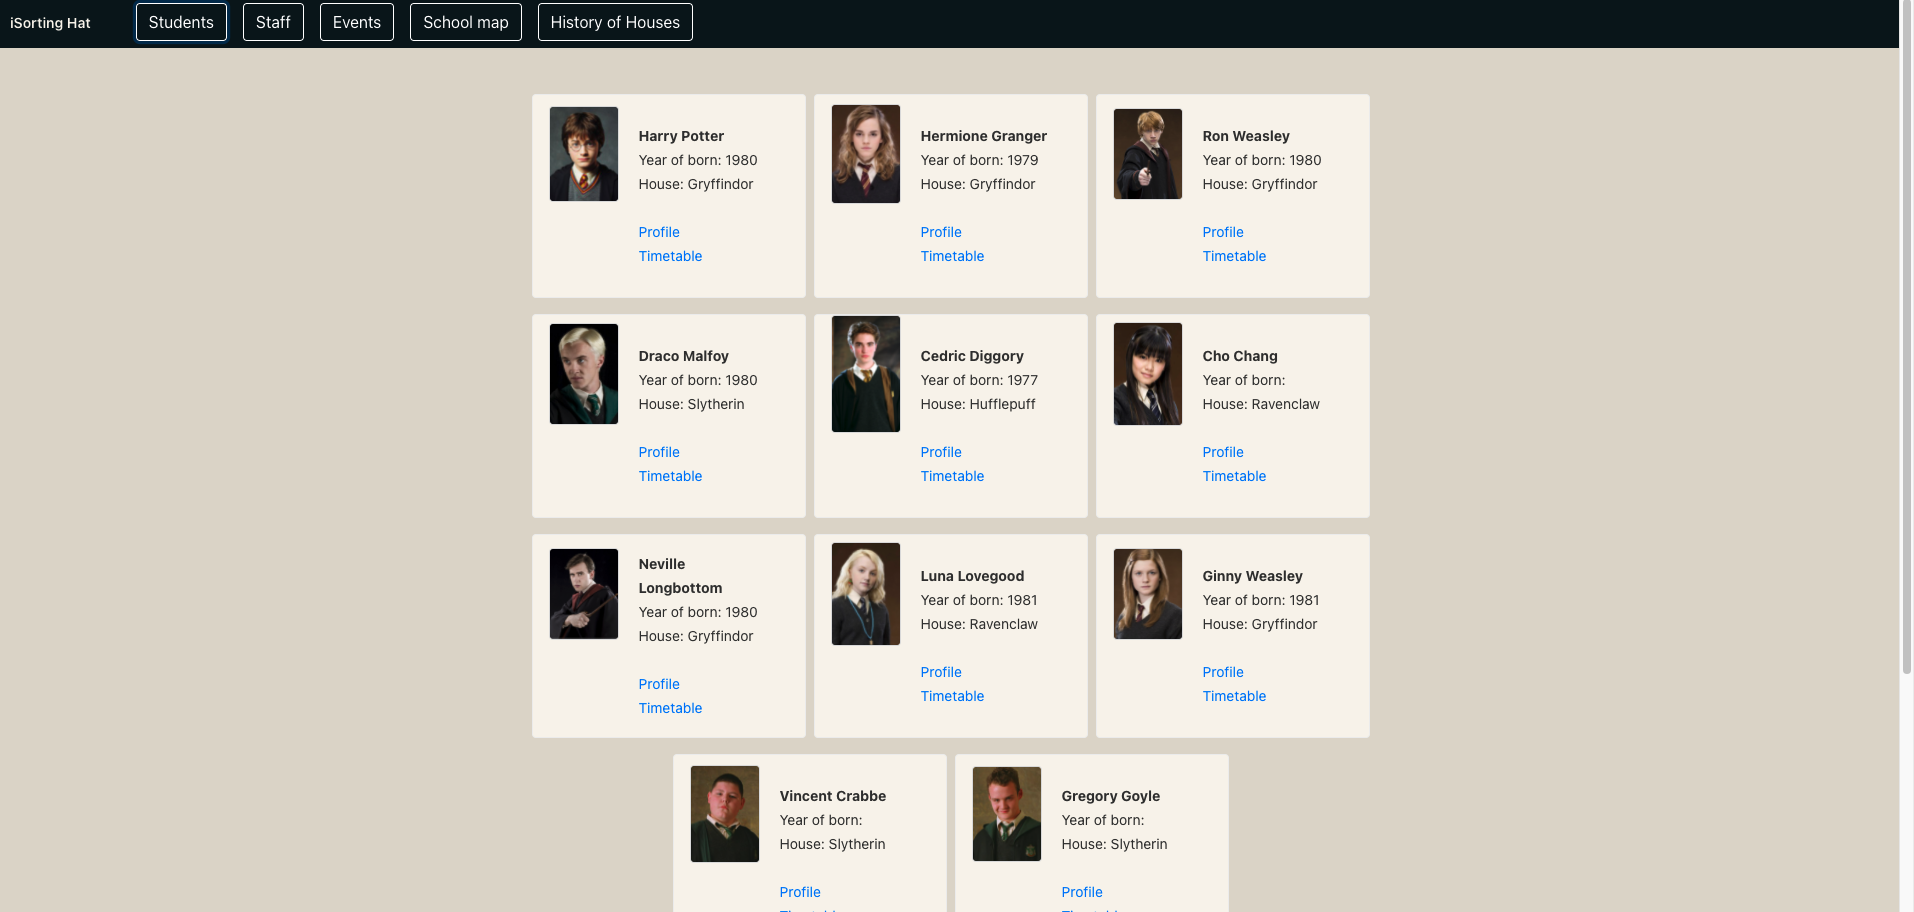 iSorting Hat
Students
Staff
Events
School map
History of Houses
Harry Potter
Year of born: 1980
House: Gryffindor
Profile
Timetable
Hermione Granger
Year of born: 1979
House: Gryffindor
Profile
Timetable
Ron Weasley
Year of born: 1980
House: Gryffindor
Profile
Timetable
Draco Malfoy
Year of born: 1980
House: Slytherin
Profile
Timetable
Cedric Diggory
Year of born: 1977
House: Hufflepuff
Profile
Timetable
Cho Chang
Year of born:
House: Ravenclaw
Profile
Timetable
Neville
Longbottom
Year of born: 1980
House: Gryffindor
Profile
Timetable
Luna Lovegood
Year of born: 1981
House: Ravenclaw
Profile
Timetable
Ginny Weasley
Year of born: 1981
House: Gryffindor
Profile
Timetable
Vincent Crabbe
Year of born:
House: Slytherin
Profile
Gregory Goyle
Year of born:
House: Slytherin
Profile